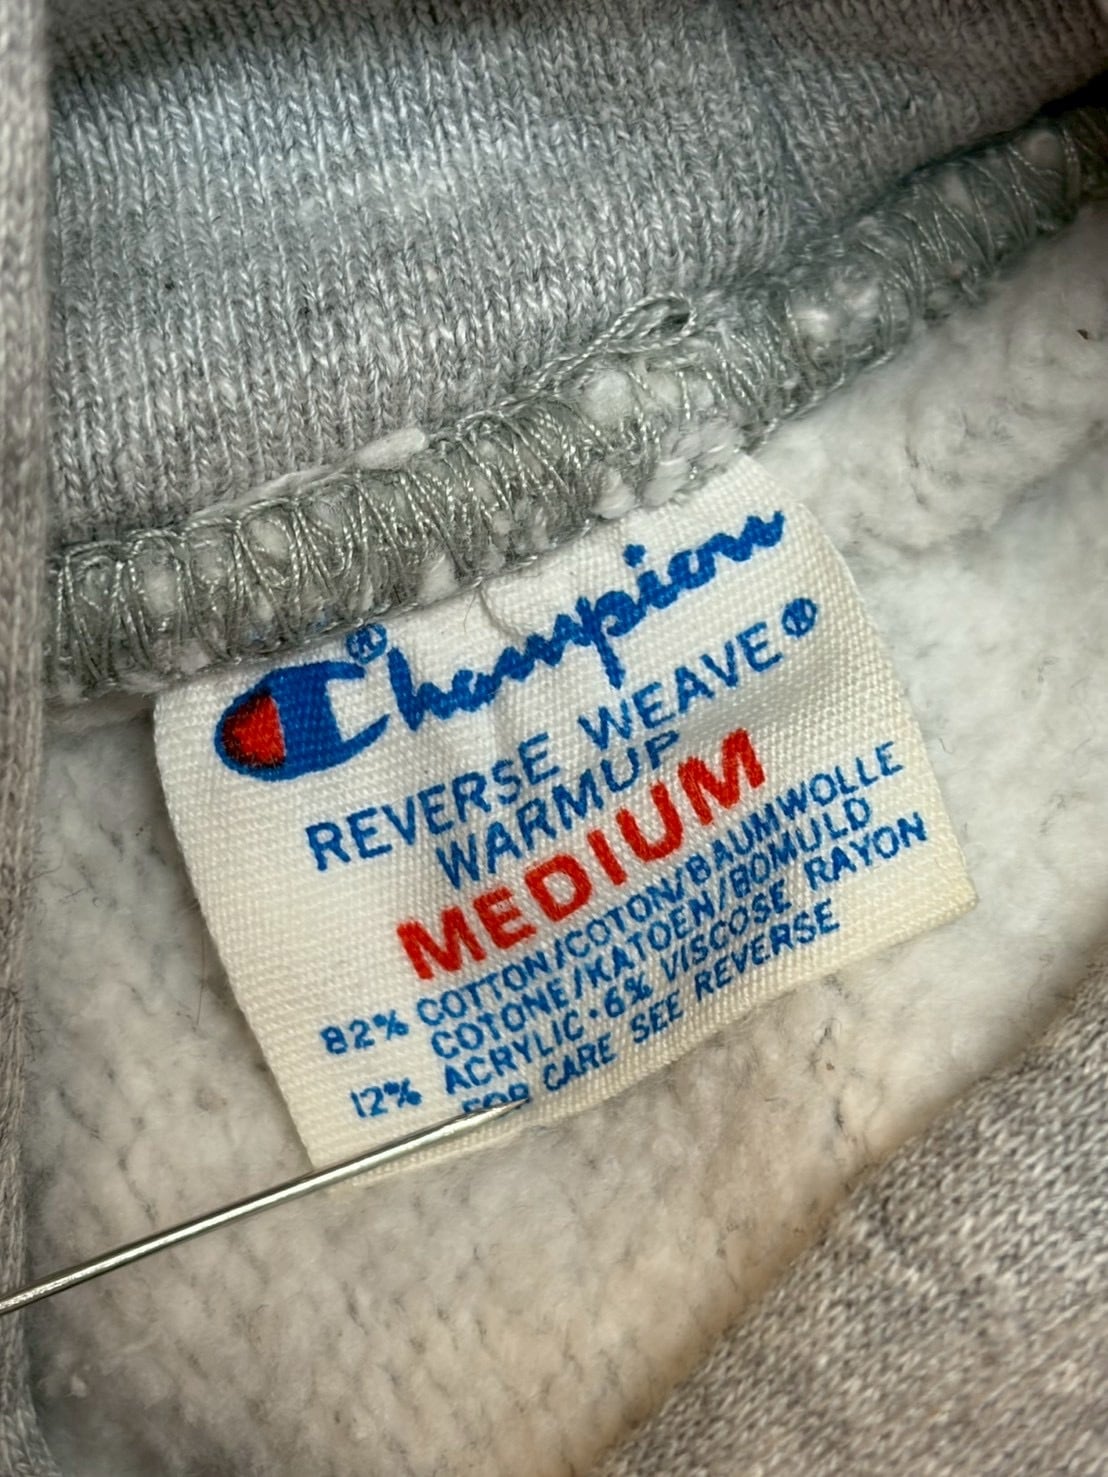 Champion®
REVERSE WEAVE®
WARMUP
MEDIUM
82% COTTON/COTON/BAUMWOLLE
COTONE/KATOEN/BOMULD
12% ACRYLIC·6% VISCOSE RAYON
FOR CARE SEE REVERSE